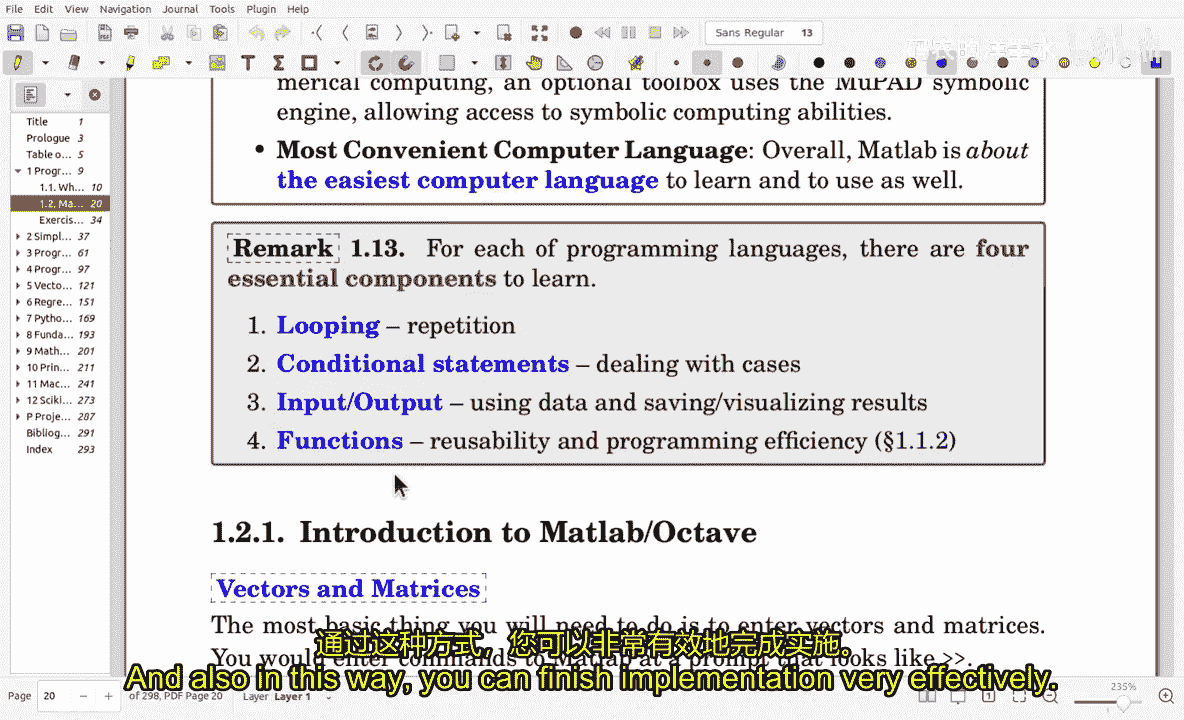 File Edit View Navigation Journal Tools Plugin Help
Sans Regular 13
Title 1
Prologue 3
Table o... 5
1 Progr... 9
1.1. Wh... 10
1.2. Ma... 20
Exercis... 34
2 Simpl... 37
3 Progr... 61
4 Progr... 97
5 Vecto... 121
6 Regre... 151
7 Pytho... 169
8 Funda... 193
9 Math... 201
10 Prin... 211
11 Mac... 241
12 Sciki... 273
P Proje... 287
Bibliog... 291
Index 293
merical computing, an optional toolbox uses the MuPAD symbolic
engine, allowing access to symbolic computing abilities.
• Most Convenient Computer Language: Overall, Matlab is about
the easiest computer language to learn and to use as well.
Remark 1.13. For each of programming languages, there are four
essential components to learn.
1. Looping – repetition
2. Conditional statements – dealing with cases
3. Input/Output – using data and saving/visualizing results
4. Functions – reusability and programming efficiency (§1.1.2)
1.2.1. Introduction to Matlab/Octave
Vectors and Matrices
The most basic thing you will need to do is to enter vectors and matrices.
You would enter commands to Matlab at a prompt that looks like >>.
通过这种方式，您可以非常有效地完成实施。
And also in this way, you can finish implementation very effectively.
Page 20 of 298, PDF Page 20 Layer Layer 1
235%